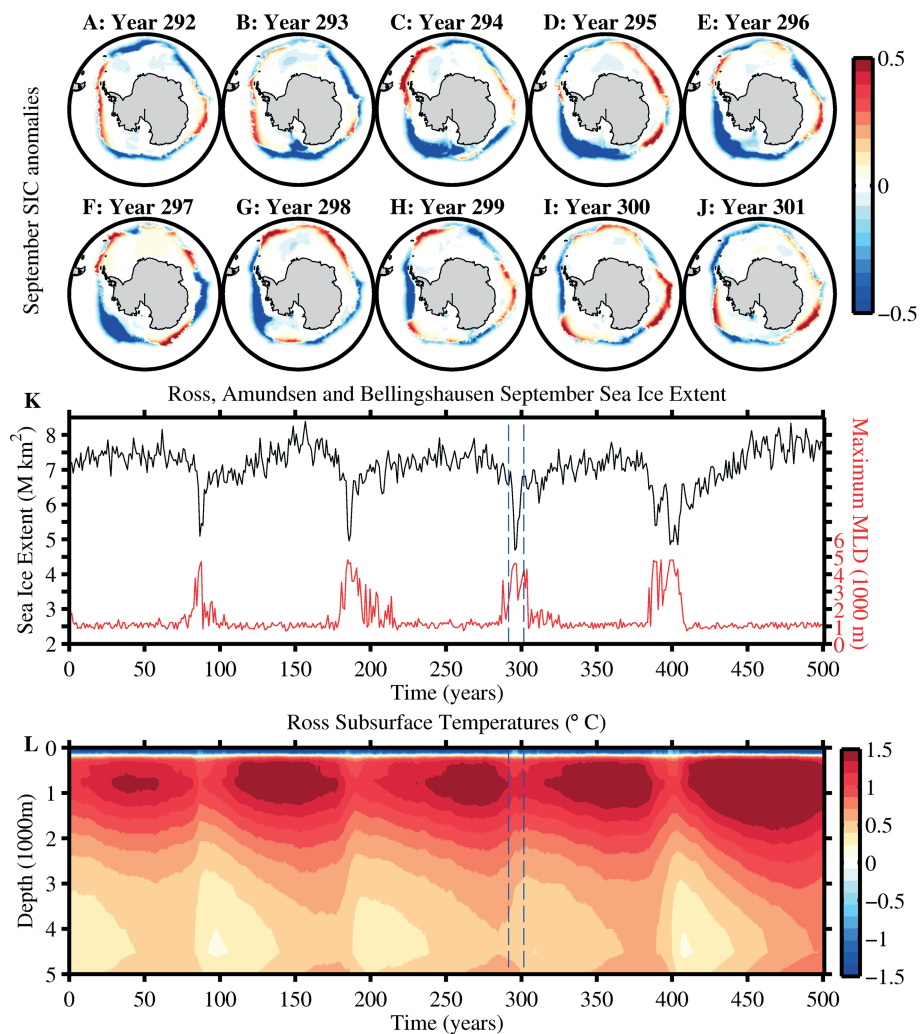 A: Year 292 B: Year 293 C: Year 294 D: Year 295 E: Year 296
September SIC anomalies
0.5
0
−0.5
F: Year 297 G: Year 298 H: Year 299 I: Year 300 J: Year 301
K Ross, Amundsen and Bellingshausen September Sea Ice Extent
Sea Ice Extent (M km²)
8
7
6
5
4
3
2
Maximum MLD (1000 m)
6
5
4
3
2
1
0
0 50 100 150 200 250 300 350 400 450 500
Time (years)
L Ross Subsurface Temperatures (° C)
Depth (1000m)
0
1
2
3
4
5
1.5
1
0.5
0
−0.5
−1
−1.5
0 50 100 150 200 250 300 350 400 450 500
Time (years)